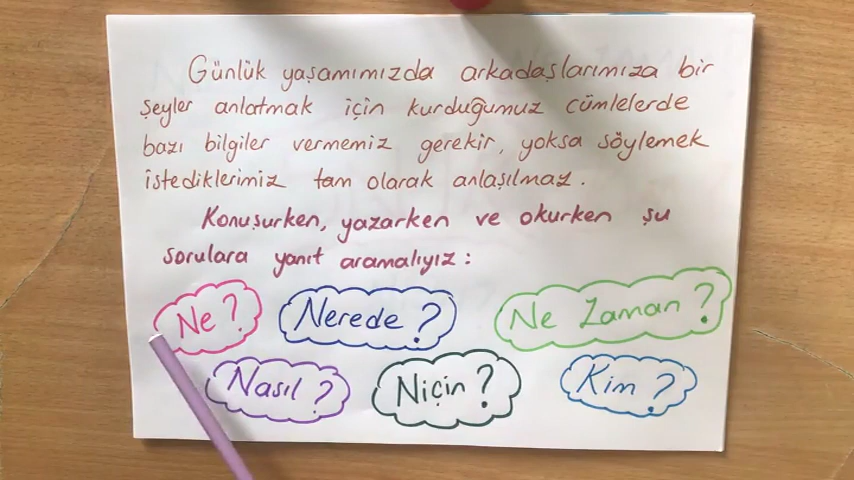 Günlük yaşamımızda arkadaşlarımıza bir
şeyler anlatmak için kurduğumuz cümlelerde
bazı bilgiler vermemiz gerekir, yoksa söylemek
istediklerimiz tam olarak anlaşılmaz.
Konuşurken, yazarken ve okurken şu
sorulara yanıt aramalıyız:
Ne? Nerede? Ne Zaman?
Nasıl? Niçin? Kim?